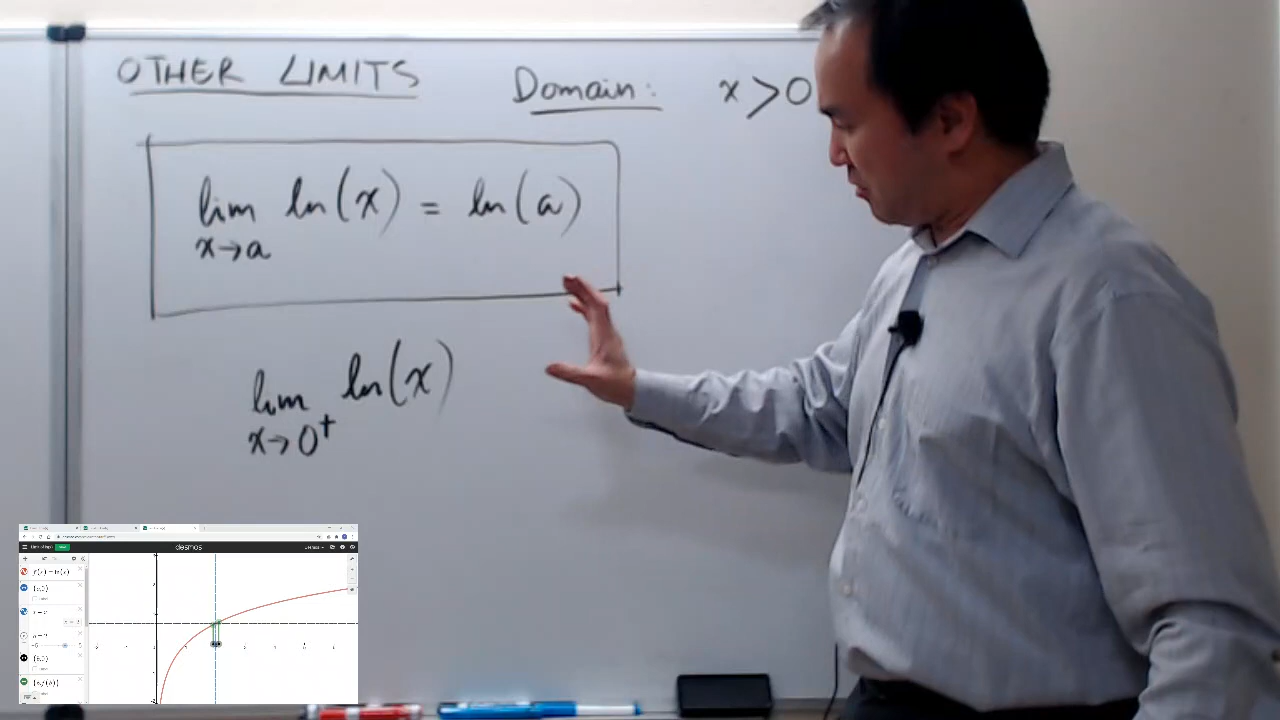 OTHER LIMITS
Domain: x > 0
lim ln(x) = ln(a)
x→a
lim ln(x)
x→0⁺
desmos